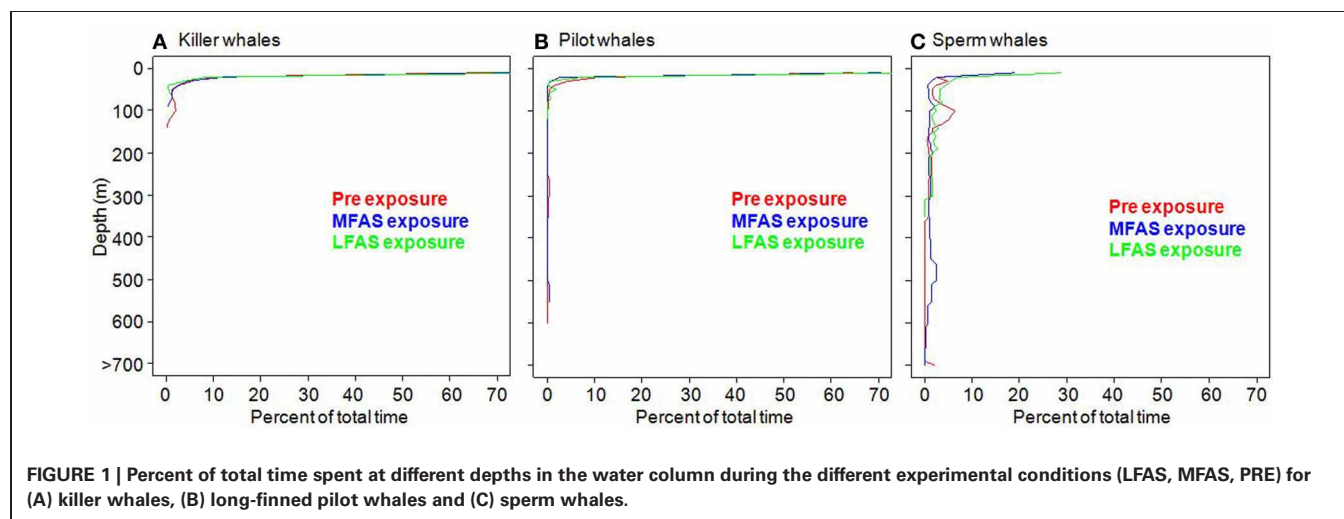 A Killer whales
B Pilot whales
C Sperm whales
Depth (m)
0
100
200
300
400
500
600
>700
Pre exposure
MFAS exposure
LFAS exposure
Pre exposure
MFAS exposure
LFAS exposure
Pre exposure
MFAS exposure
LFAS exposure
0 10 20 30 40 50 60 70
0 10 20 30 40 50 60 70
0 10 20 30 40 50 60 70
Percent of total time
Percent of total time
Percent of total time
FIGURE 1 | Percent of total time spent at different depths in the water column during the different experimental conditions (LFAS, MFAS, PRE) for
(A) killer whales, (B) long-finned pilot whales and (C) sperm whales.